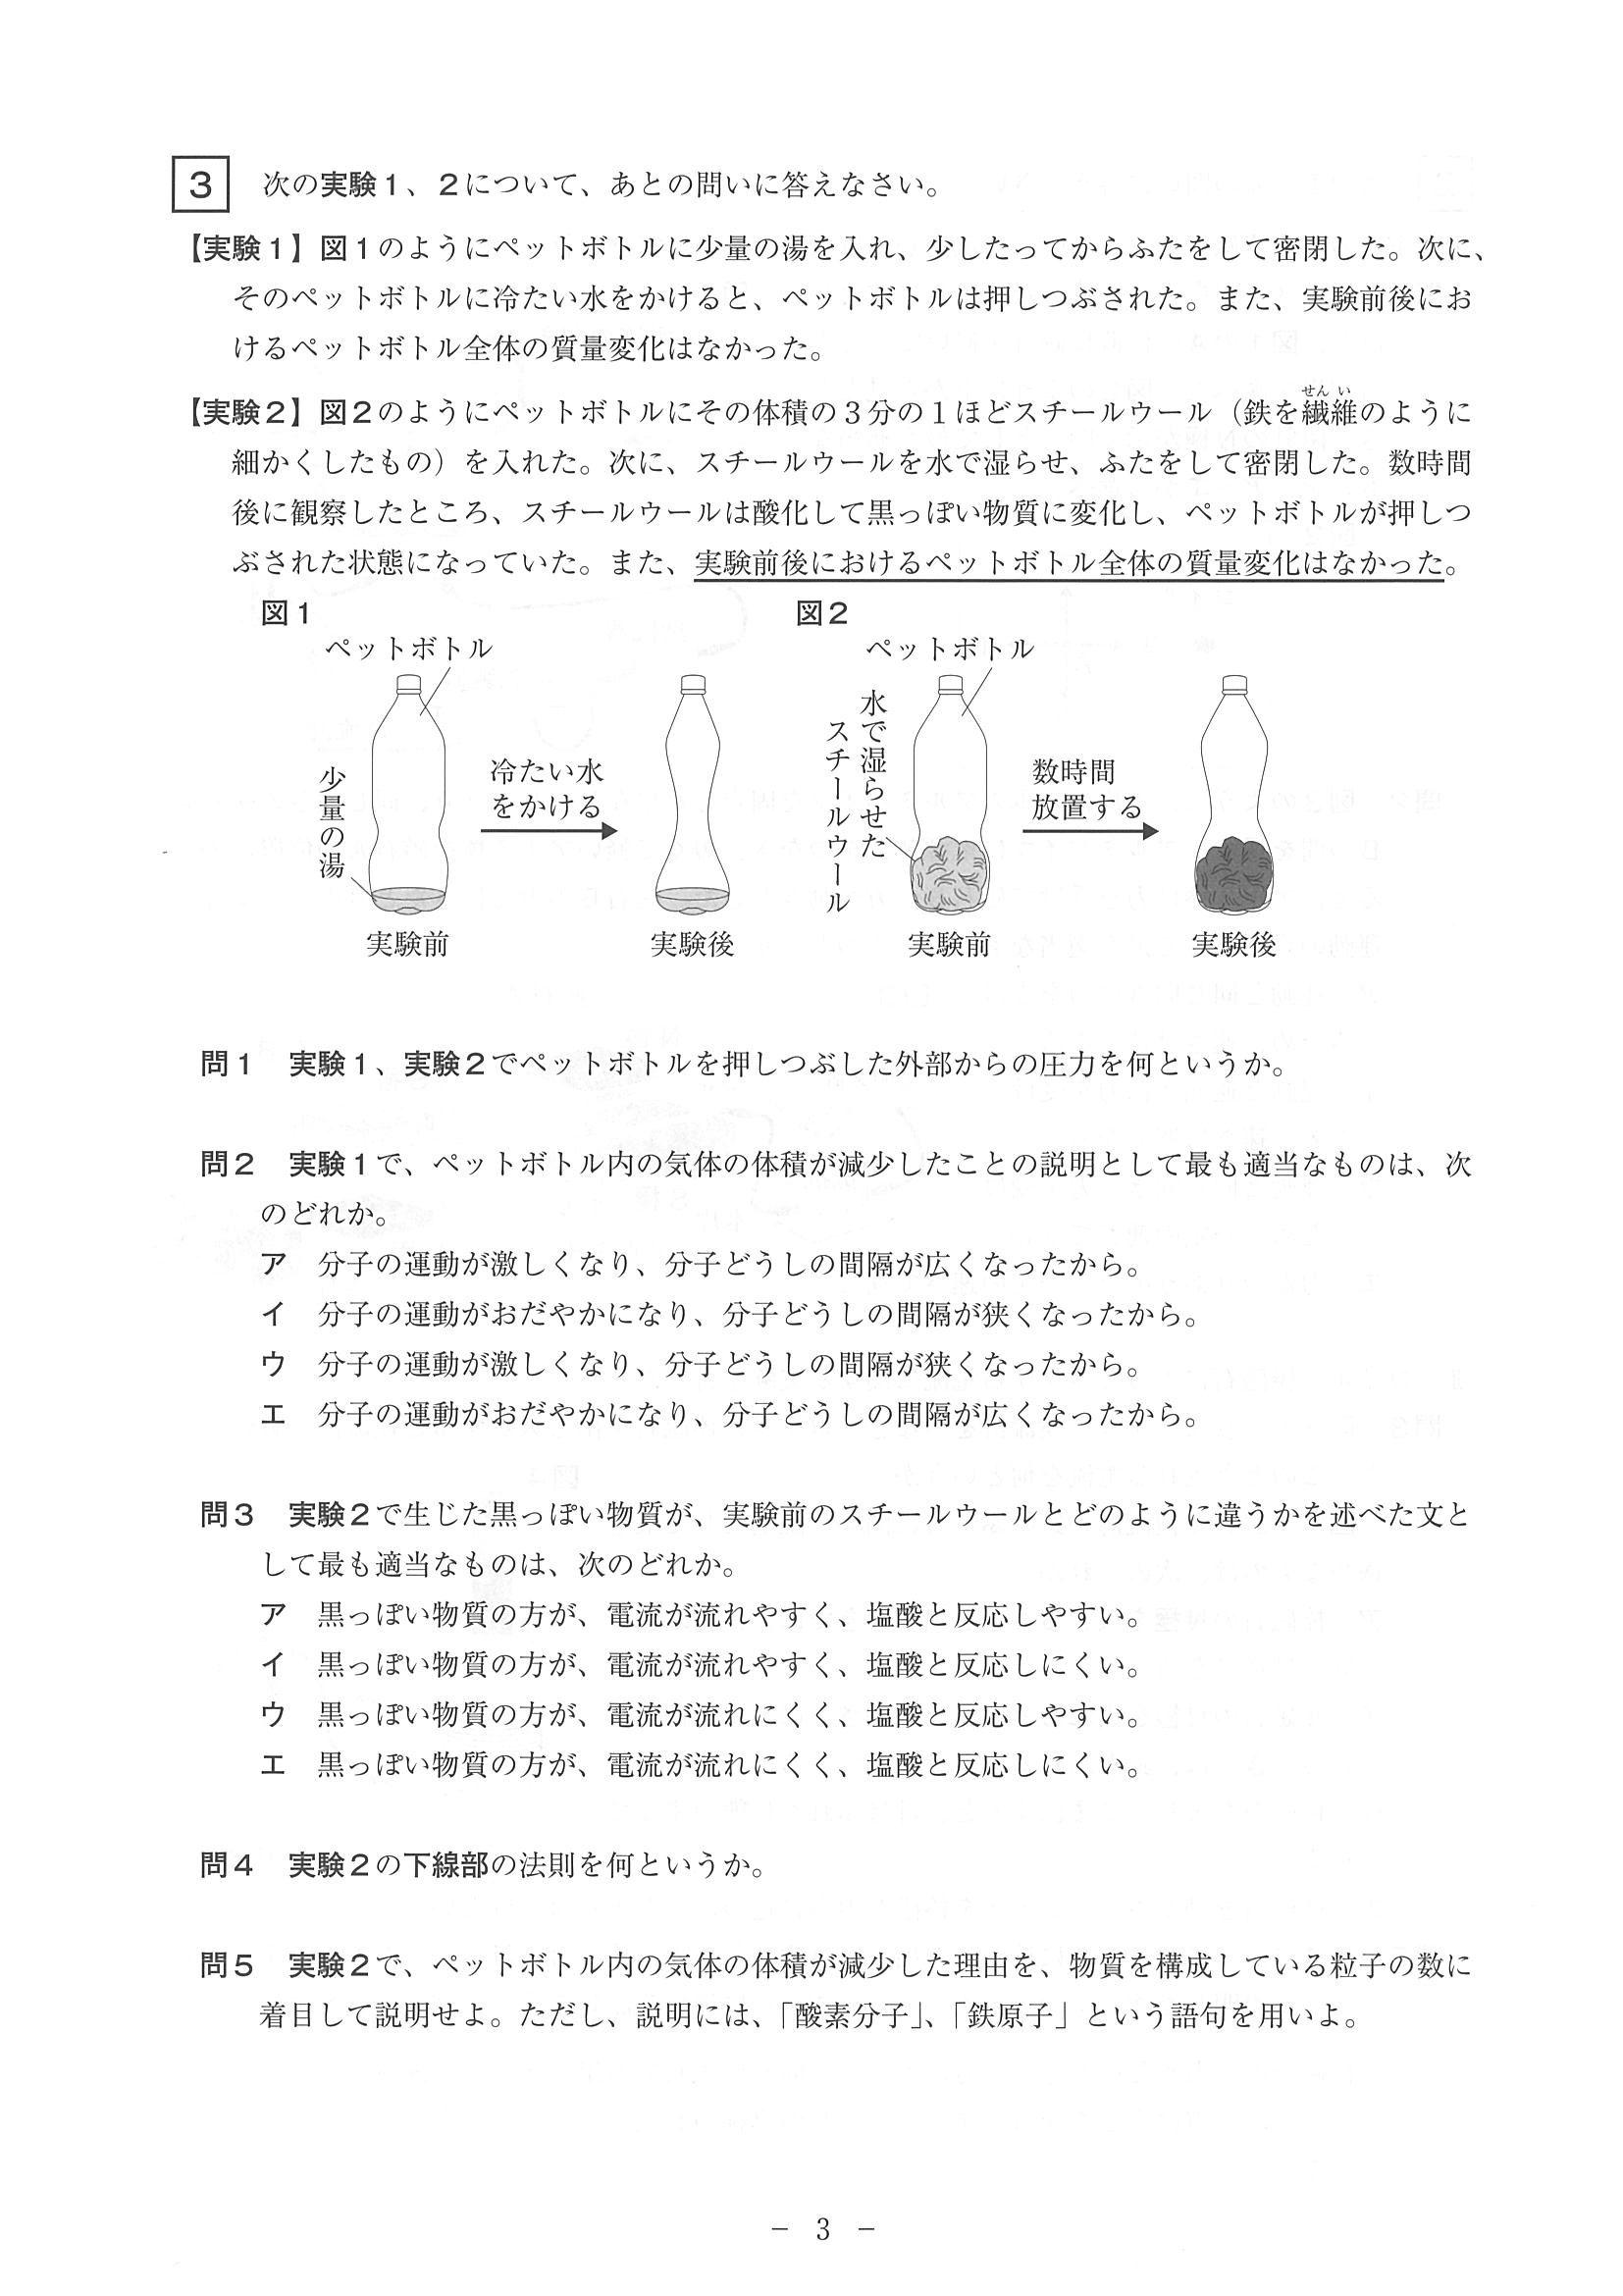 3 次の実験1、2について、あとの問いに答えなさい。
【実験1】図1のようにペットボトルに少量の湯を入れ、少したってからふたをして密閉した。次に、
そのペットボトルに冷たい水をかけると、ペットボトルは押しつぶされた。また、実験前後にお
けるペットボトル全体の質量変化はなかった。
せん い
【実験2】図2のようにペットボトルにその体積の3分の1ほどスチールウール（鉄を繊維のように
細かくしたもの）を入れた。次に、スチールウールを水で湿らせ、ふたをして密閉した。数時間
後に観察したところ、スチールウールは酸化して黒っぽい物質に変化し、ペットボトルが押しつ
ぶされた状態になっていた。また、実験前後におけるペットボトル全体の質量変化はなかった。
図1
ペットボトル
少量の湯
冷たい水
をかける
実験前
実験後
図2
ペットボトル
水で湿らせた
スチールウール
数時間
放置する
実験前
実験後
問1 実験1、実験2でペットボトルを押しつぶした外部からの圧力を何というか。
問2 実験1で、ペットボトル内の気体の体積が減少したことの説明として最も適当なものは、次
のどれか。
ア 分子の運動が激しくなり、分子どうしの間隔が広くなったから。
イ 分子の運動がおだやかになり、分子どうしの間隔が狭くなったから。
ウ 分子の運動が激しくなり、分子どうしの間隔が狭くなったから。
エ 分子の運動がおだやかになり、分子どうしの間隔が広くなったから。
問3 実験2で生じた黒っぽい物質が、実験前のスチールウールとどのように違うかを述べた文と
して最も適当なものは、次のどれか。
ア 黒っぽい物質の方が、電流が流れやすく、塩酸と反応しやすい。
イ 黒っぽい物質の方が、電流が流れやすく、塩酸と反応しにくい。
ウ 黒っぽい物質の方が、電流が流れにくく、塩酸と反応しやすい。
エ 黒っぽい物質の方が、電流が流れにくく、塩酸と反応しにくい。
問4 実験2の下線部の法則を何というか。
問5 実験2で、ペットボトル内の気体の体積が減少した理由を、物質を構成している粒子の数に
着目して説明せよ。ただし、説明には、「酸素分子」、「鉄原子」という語句を用いよ。
－ 3 －